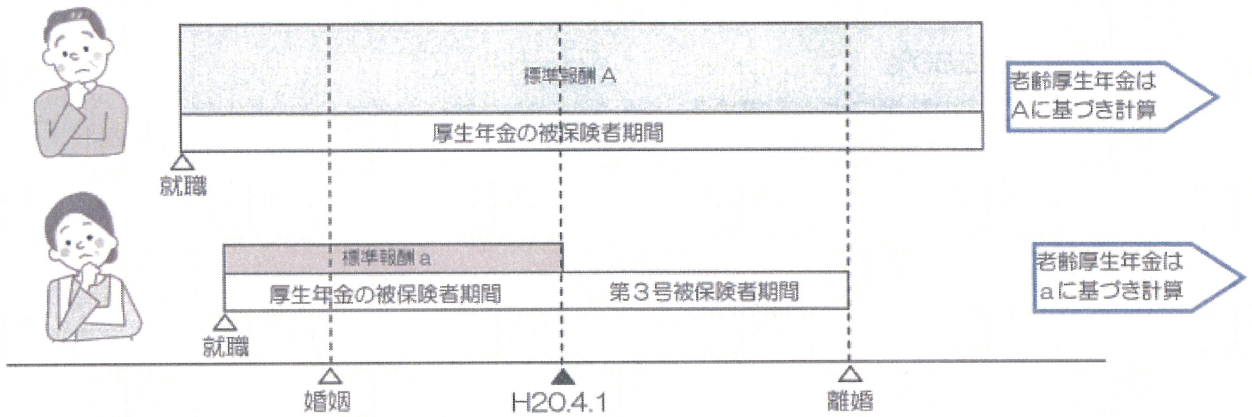 標準報酬 A
老齢厚生年金は
Aに基づき計算
厚生年金の被保険者期間
就職
標準報酬 a
老齢厚生年金は
aに基づき計算
厚生年金の被保険者期間
第3号被保険者期間
就職
婚姻
H20.4.1
離婚